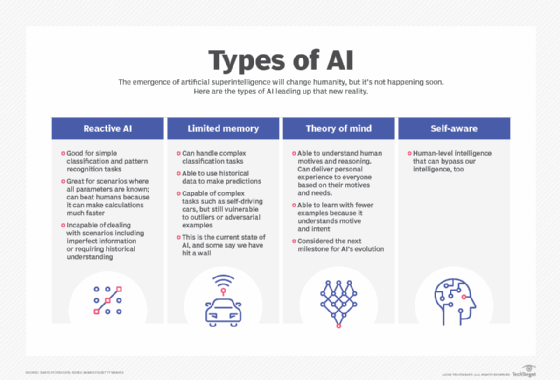 Types of AI
The emergence of artificial superintelligence will change humanity, but it's not happening soon.
Here are the types of AI leading up that new reality.
Reactive AI
Good for simple
classification and pattern
recognition tasks
Great for scenarios where
all parameters are known;
can beat humans because
it can make calculations
much faster
Incapable of dealing
with scenarios including
imperfect information
or requiring historical
understanding
Limited memory
Can handle complex
classification tasks
Able to use historical
data to make predictions
Capable of complex
tasks such as self-driving
cars, but still vulnerable
to outliers or adversarial
examples
This is the current state of
AI, and some say we have
hit a wall
Theory of mind
Able to understand human
motives and reasoning.
Can deliver personal
experience to everyone
based on their motives
and needs.
Able to learn with fewer
examples because it
understands motive
and intent
Considered the next
milestone for AI's evolution
Self-aware
Human-level intelligence
that can bypass our
intelligence, too
TechTarget